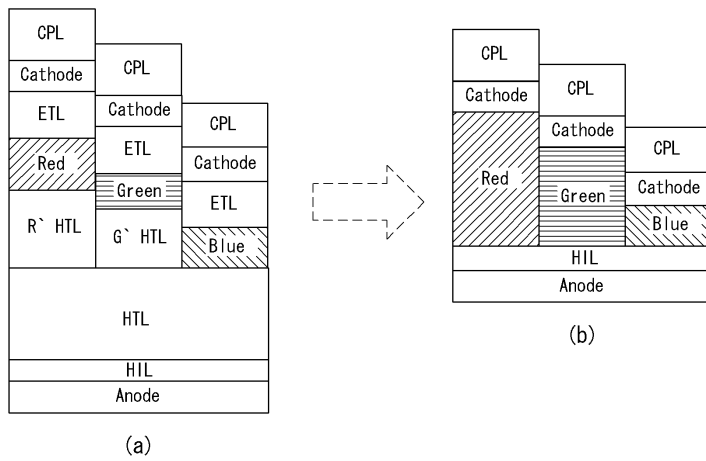 CPL
Cathode
ETL
Red
R` HTL
CPL
Cathode
ETL
Green
G` HTL
CPL
Cathode
ETL
Blue
HTL
HIL
Anode
(a)
CPL
Cathode
Red
CPL
Cathode
Green
CPL
Cathode
Blue
HIL
Anode
(b)